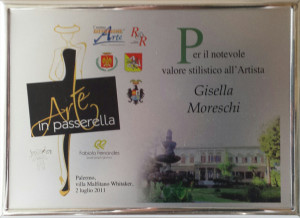 Arte
R&R
Arte
in passerella
Palermo,
villa Malfitano Whitaker,
2 luglio 2011
Per il notevole
valore stilistico all'Artista
Gisella
Moreschi